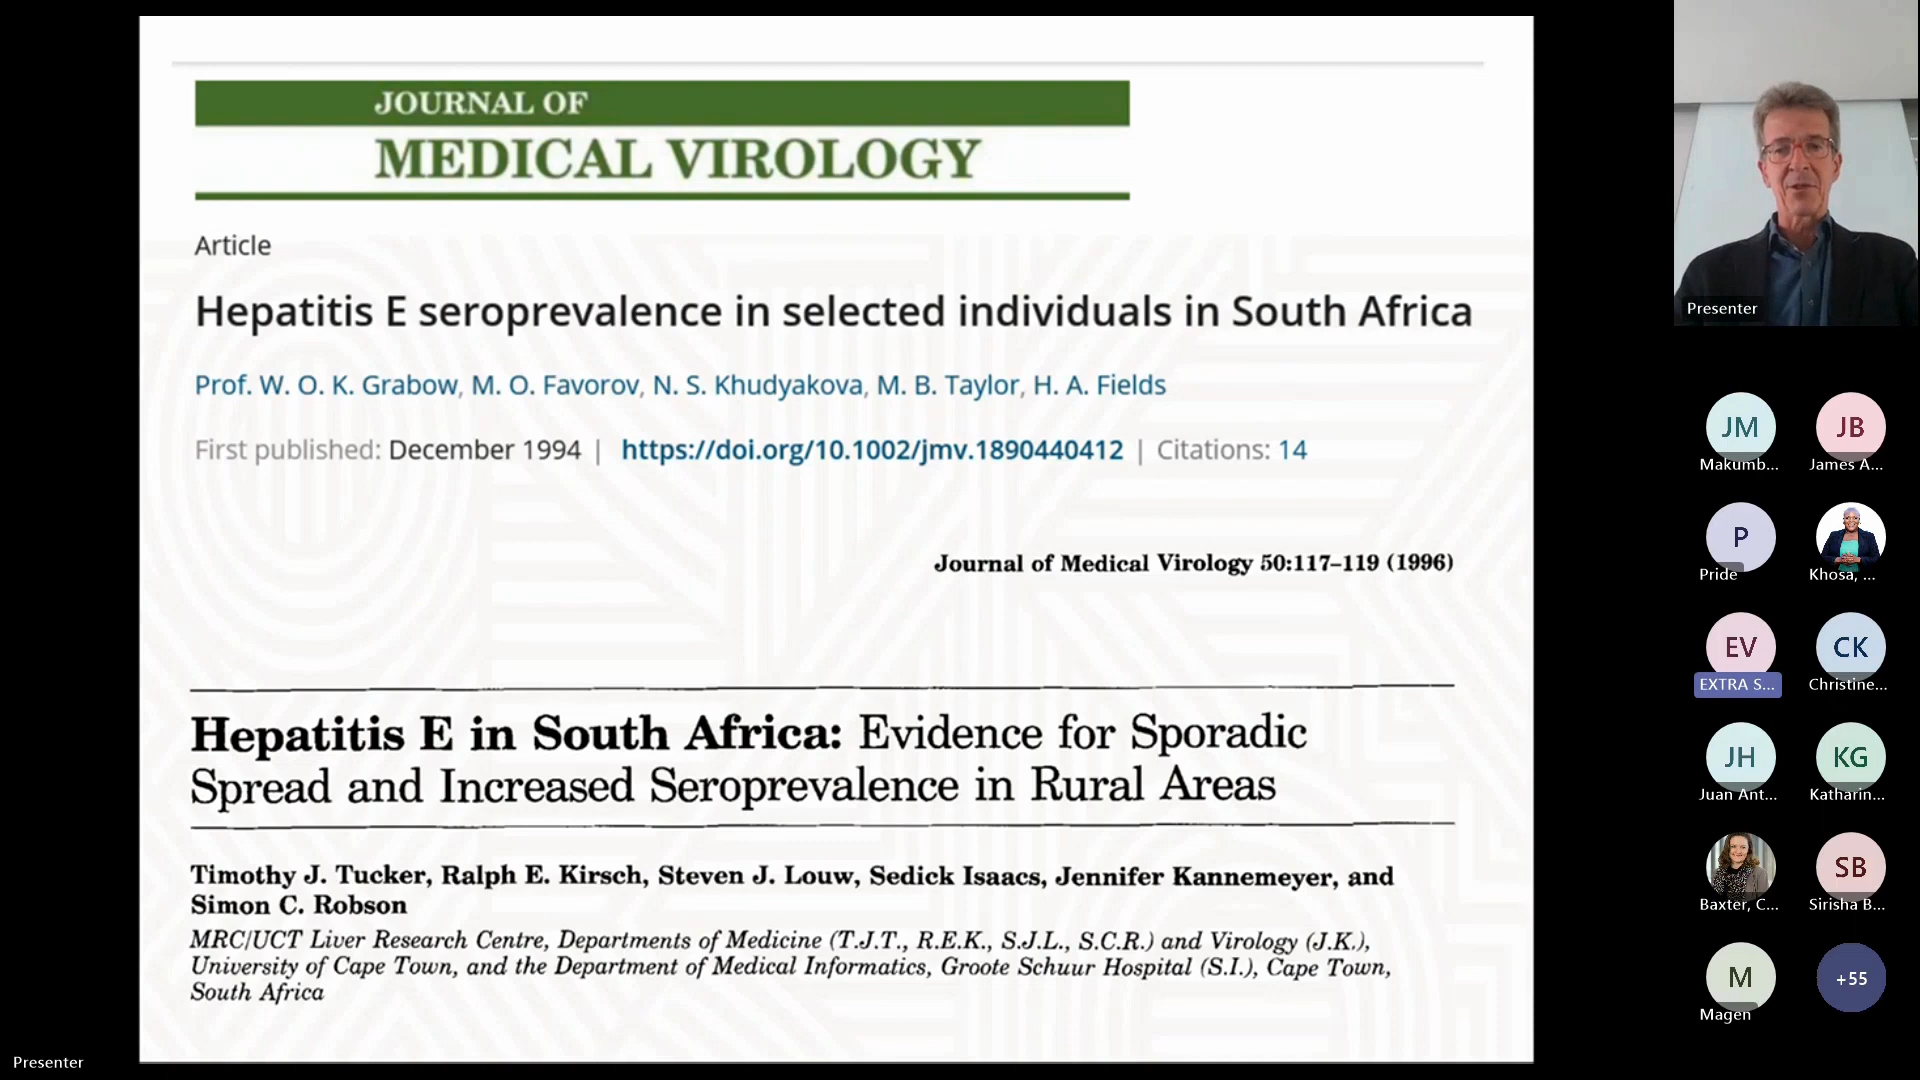 JOURNAL OF
MEDICAL VIROLOGY
Article
Hepatitis E seroprevalence in selected individuals in South Africa
Prof. W. O. K. Grabow, M. O. Favorov, N. S. Khudyakova, M. B. Taylor, H. A. Fields
First published: December 1994 | https://doi.org/10.1002/jmv.1890440412 | Citations: 14
Journal of Medical Virology 50:117–119 (1996)
Hepatitis E in South Africa: Evidence for Sporadic
Spread and Increased Seroprevalence in Rural Areas
Timothy J. Tucker, Ralph E. Kirsch, Steven J. Louw, Sedick Isaacs, Jennifer Kannemeyer, and
Simon C. Robson
MRC/UCT Liver Research Centre, Departments of Medicine (T.J.T., R.E.K., S.J.L., S.C.R.) and Virology (J.K.),
University of Cape Town, and the Department of Medical Informatics, Groote Schuur Hospital (S.I.), Cape Town,
South Africa
Presenter
Presenter
JM
Makumb...
JB
James A...
P
Pride
Khosa, ...
EV
EXTRA S...
CK
Christine...
JH
Juan Ant...
KG
Katharin...
Baxter, C...
SB
Sirisha B...
M
Magen
+55